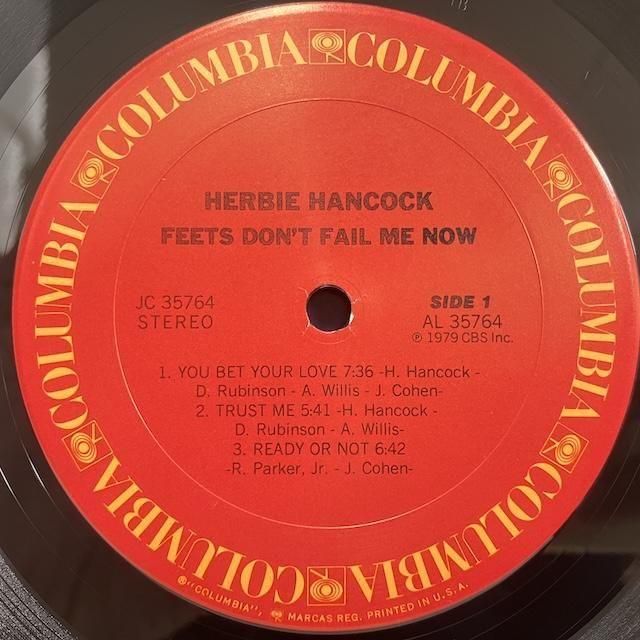 COLUMBIA COLUMBIA COLUMBIA COLUMBIA COLUMBIA COLUMBIA
HERBIE HANCOCK
FEETS DON'T FAIL ME NOW
JC 35764
STEREO
SIDE 1
AL 35764
℗ 1979 CBS Inc.
1. YOU BET YOUR LOVE 7:36 -H. Hancock -
D. Rubinson - A. Willis - J. Cohen-
2. TRUST ME 5:41 -H. Hancock -
D. Rubinson - A. Willis-
3. READY OR NOT 6:42
-R. Parker, Jr. - J. Cohen-
®"COLUMBIA", MARCAS REG. PRINTED IN U.S.A.